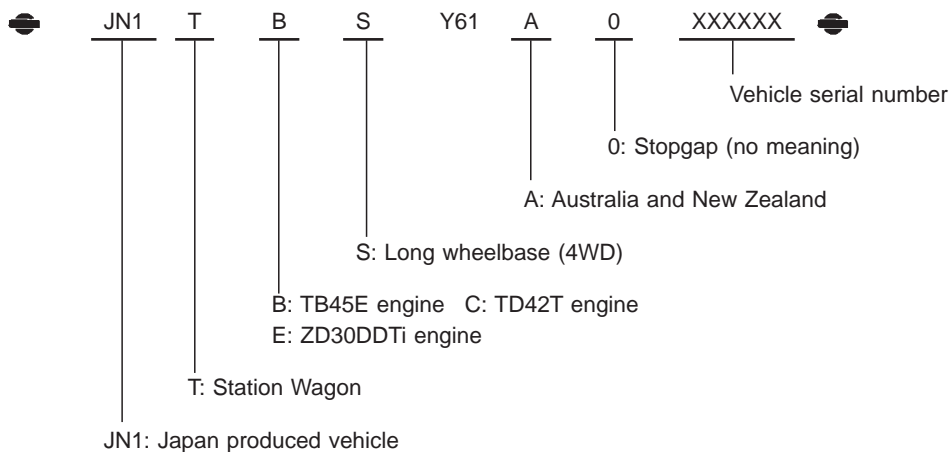 JN1 T B S Y61 A 0 XXXXXX
Vehicle serial number
0: Stopgap (no meaning)
A: Australia and New Zealand
S: Long wheelbase (4WD)
B: TB45E engine C: TD42T engine
E: ZD30DDTi engine
T: Station Wagon
JN1: Japan produced vehicle